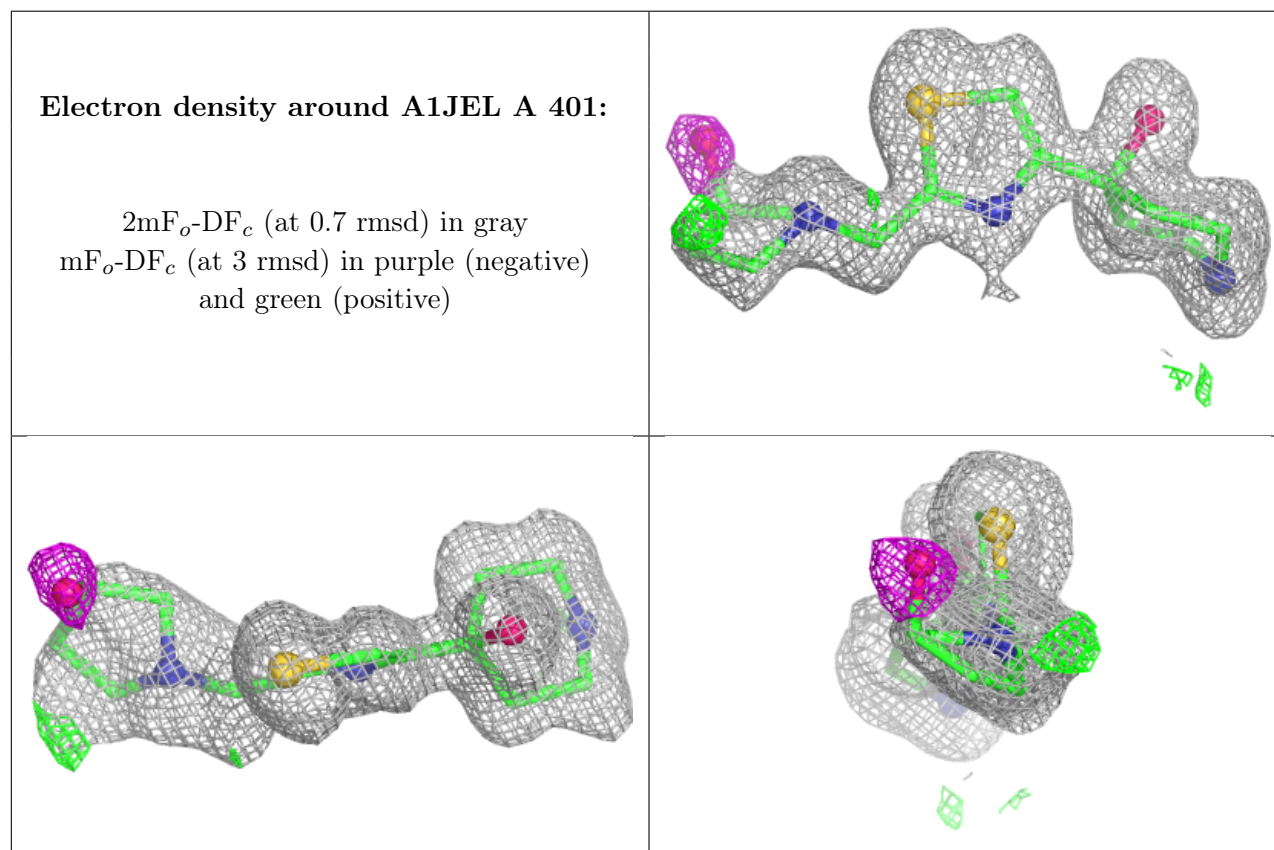 Electron density around A1JEL A 401:
2mFo-DFc (at 0.7 rmsd) in gray
mFo-DFc (at 3 rmsd) in purple (negative)
and green (positive)